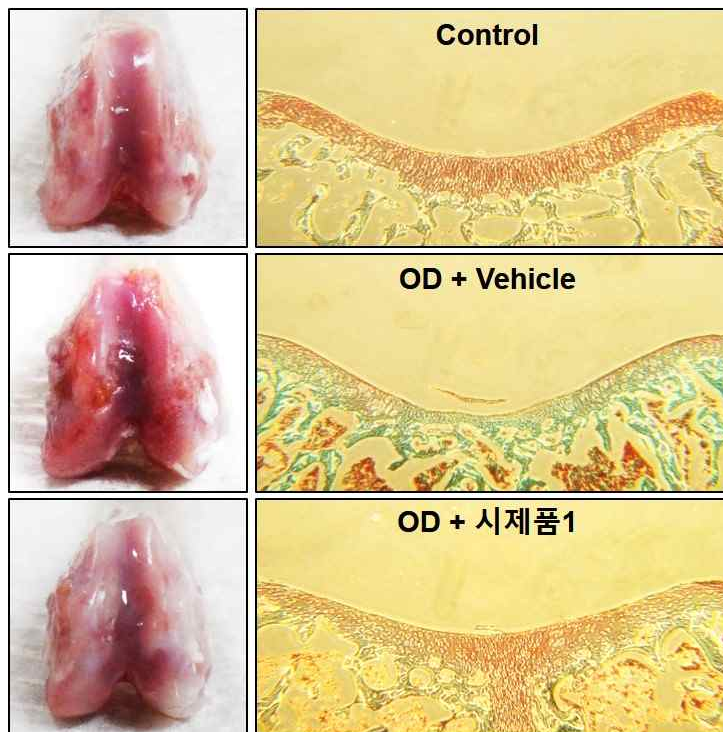 Control
OD + Vehicle
OD + 시제품1